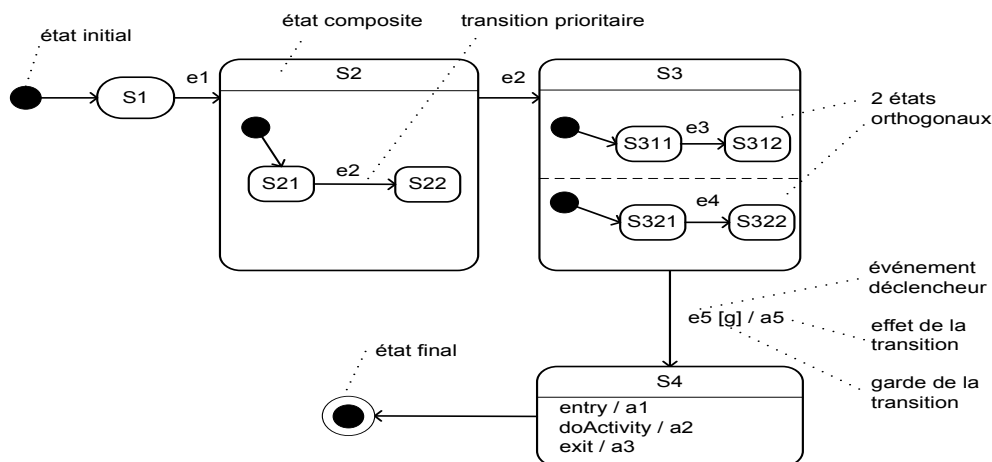 état initial
état composite
transition prioritaire
S1
e1
S2
e2
S3
S21
e2
S22
S311
e3
S312
S321
e4
S322
2 états
orthogonaux
e5 [g] / a5
événement
déclencheur
effet de la
transition
garde de la
transition
état final
S4
entry / a1
doActivity / a2
exit / a3